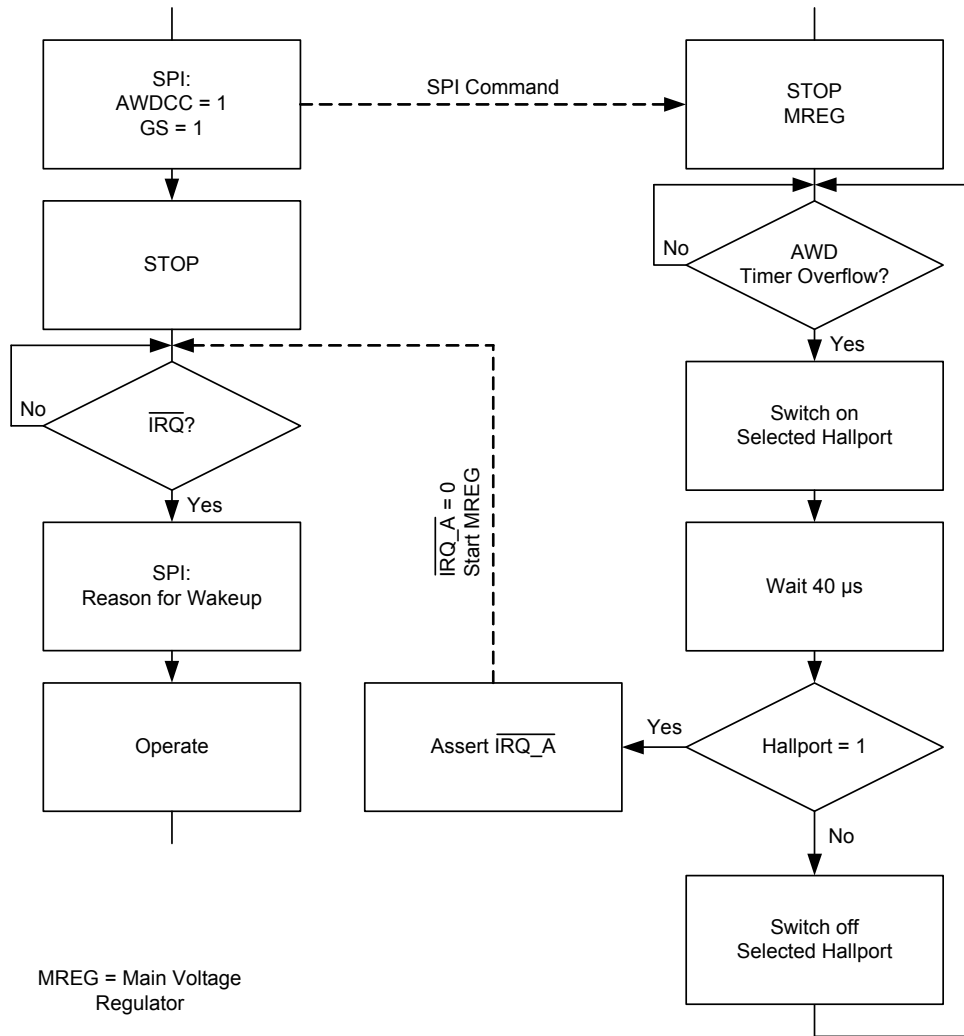 SPI:
AWDCC = 1
GS = 1
SPI Command
STOP
MREG
STOP
No
AWD
Timer Overflow?
Yes
No
IRQ?
Yes
Switch on
Selected Hallport
SPI:
Reason for Wakeup
IRQ_A = 0
Start MREG
Wait 40 µs
Operate
Assert IRQ_A
Yes
Hallport = 1
No
Switch off
Selected Hallport
MREG = Main Voltage
Regulator